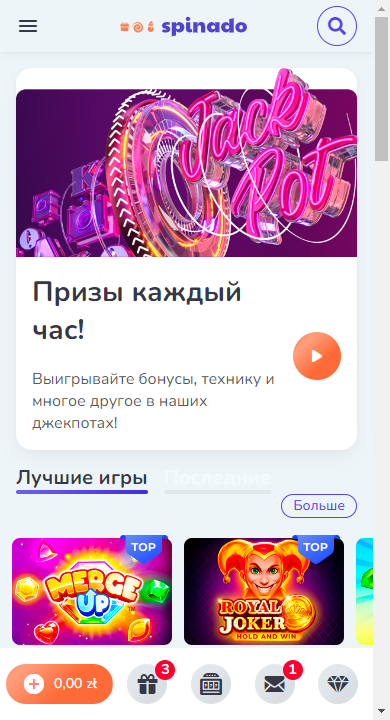 spinado
Jack
Pot
Призы каждый
час!
Выигрывайте бонусы, технику и
многое другое в наших
джекпотах!
Лучшие игры
Последние
Больше
TOP
TOP
MERGE
UP
TM
ROYAL
JOKER
HOLD AND WIN
3
1
0,00 zł